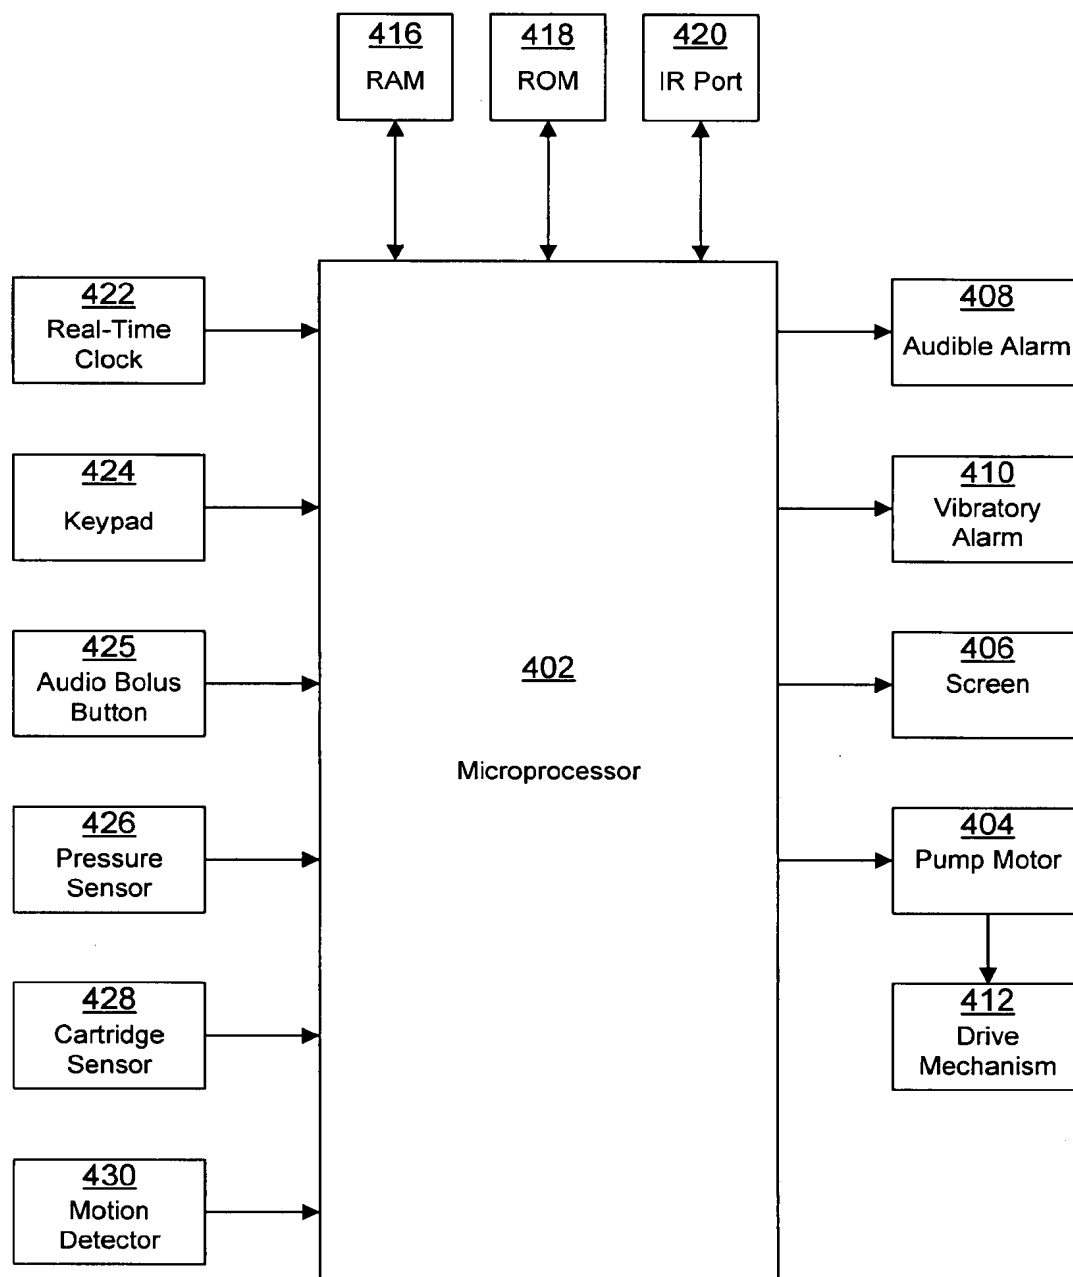 416
RAM
418
ROM
420
IR Port
422
Real-Time
Clock
424
Keypad
425
Audio Bolus
Button
426
Pressure
Sensor
428
Cartridge
Sensor
430
Motion
Detector
402
Microprocessor
408
Audible Alarm
410
Vibratory
Alarm
406
Screen
404
Pump Motor
412
Drive
Mechanism